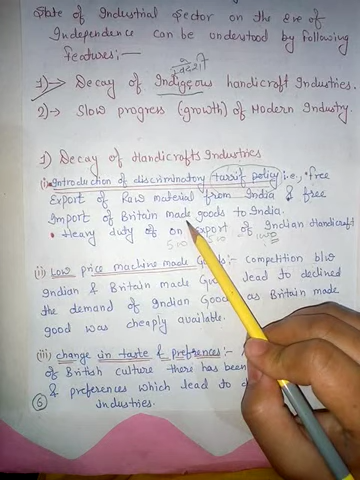 State of Industrial Sector on the Eve of
Independence can be understood by following
features:—
1)→ Decay of Indigeous handicraft Industries.
2)→ Slow progress (growth) of Modern Industry.
1) Decay of Handicrafts Industries
(i) Introduction of discriminatory tarrif policy i.e., free
Export of Raw material from India & free
Import of Britain made goods to India.
• Heavy duty of on Export of Indian Handicraft
(ii) Low price machine made Goods:- competition b/w
Indian & Britain made Goods lead to declined
the demand of Indian Goods as Britain made
good was cheaply available.
(iii) change in taste & prefrences:-
of British culture there has been
& preferences which lead to
industries.
6